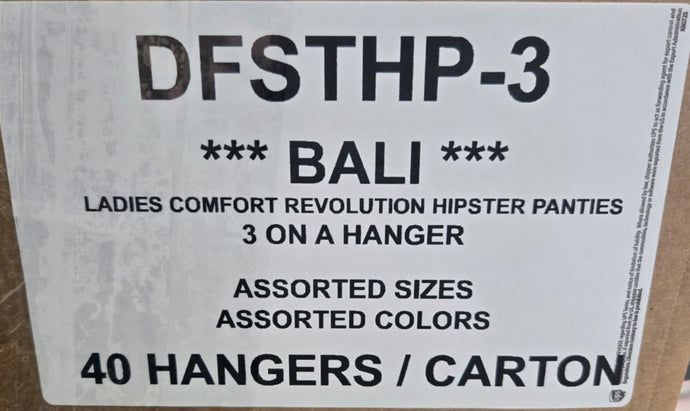 DFSTHP-3
*** BALI ***
LADIES COMFORT REVOLUTION HIPSTER PANTIES
3 ON A HANGER
ASSORTED SIZES
ASSORTED COLORS
40 HANGERS / CARTON